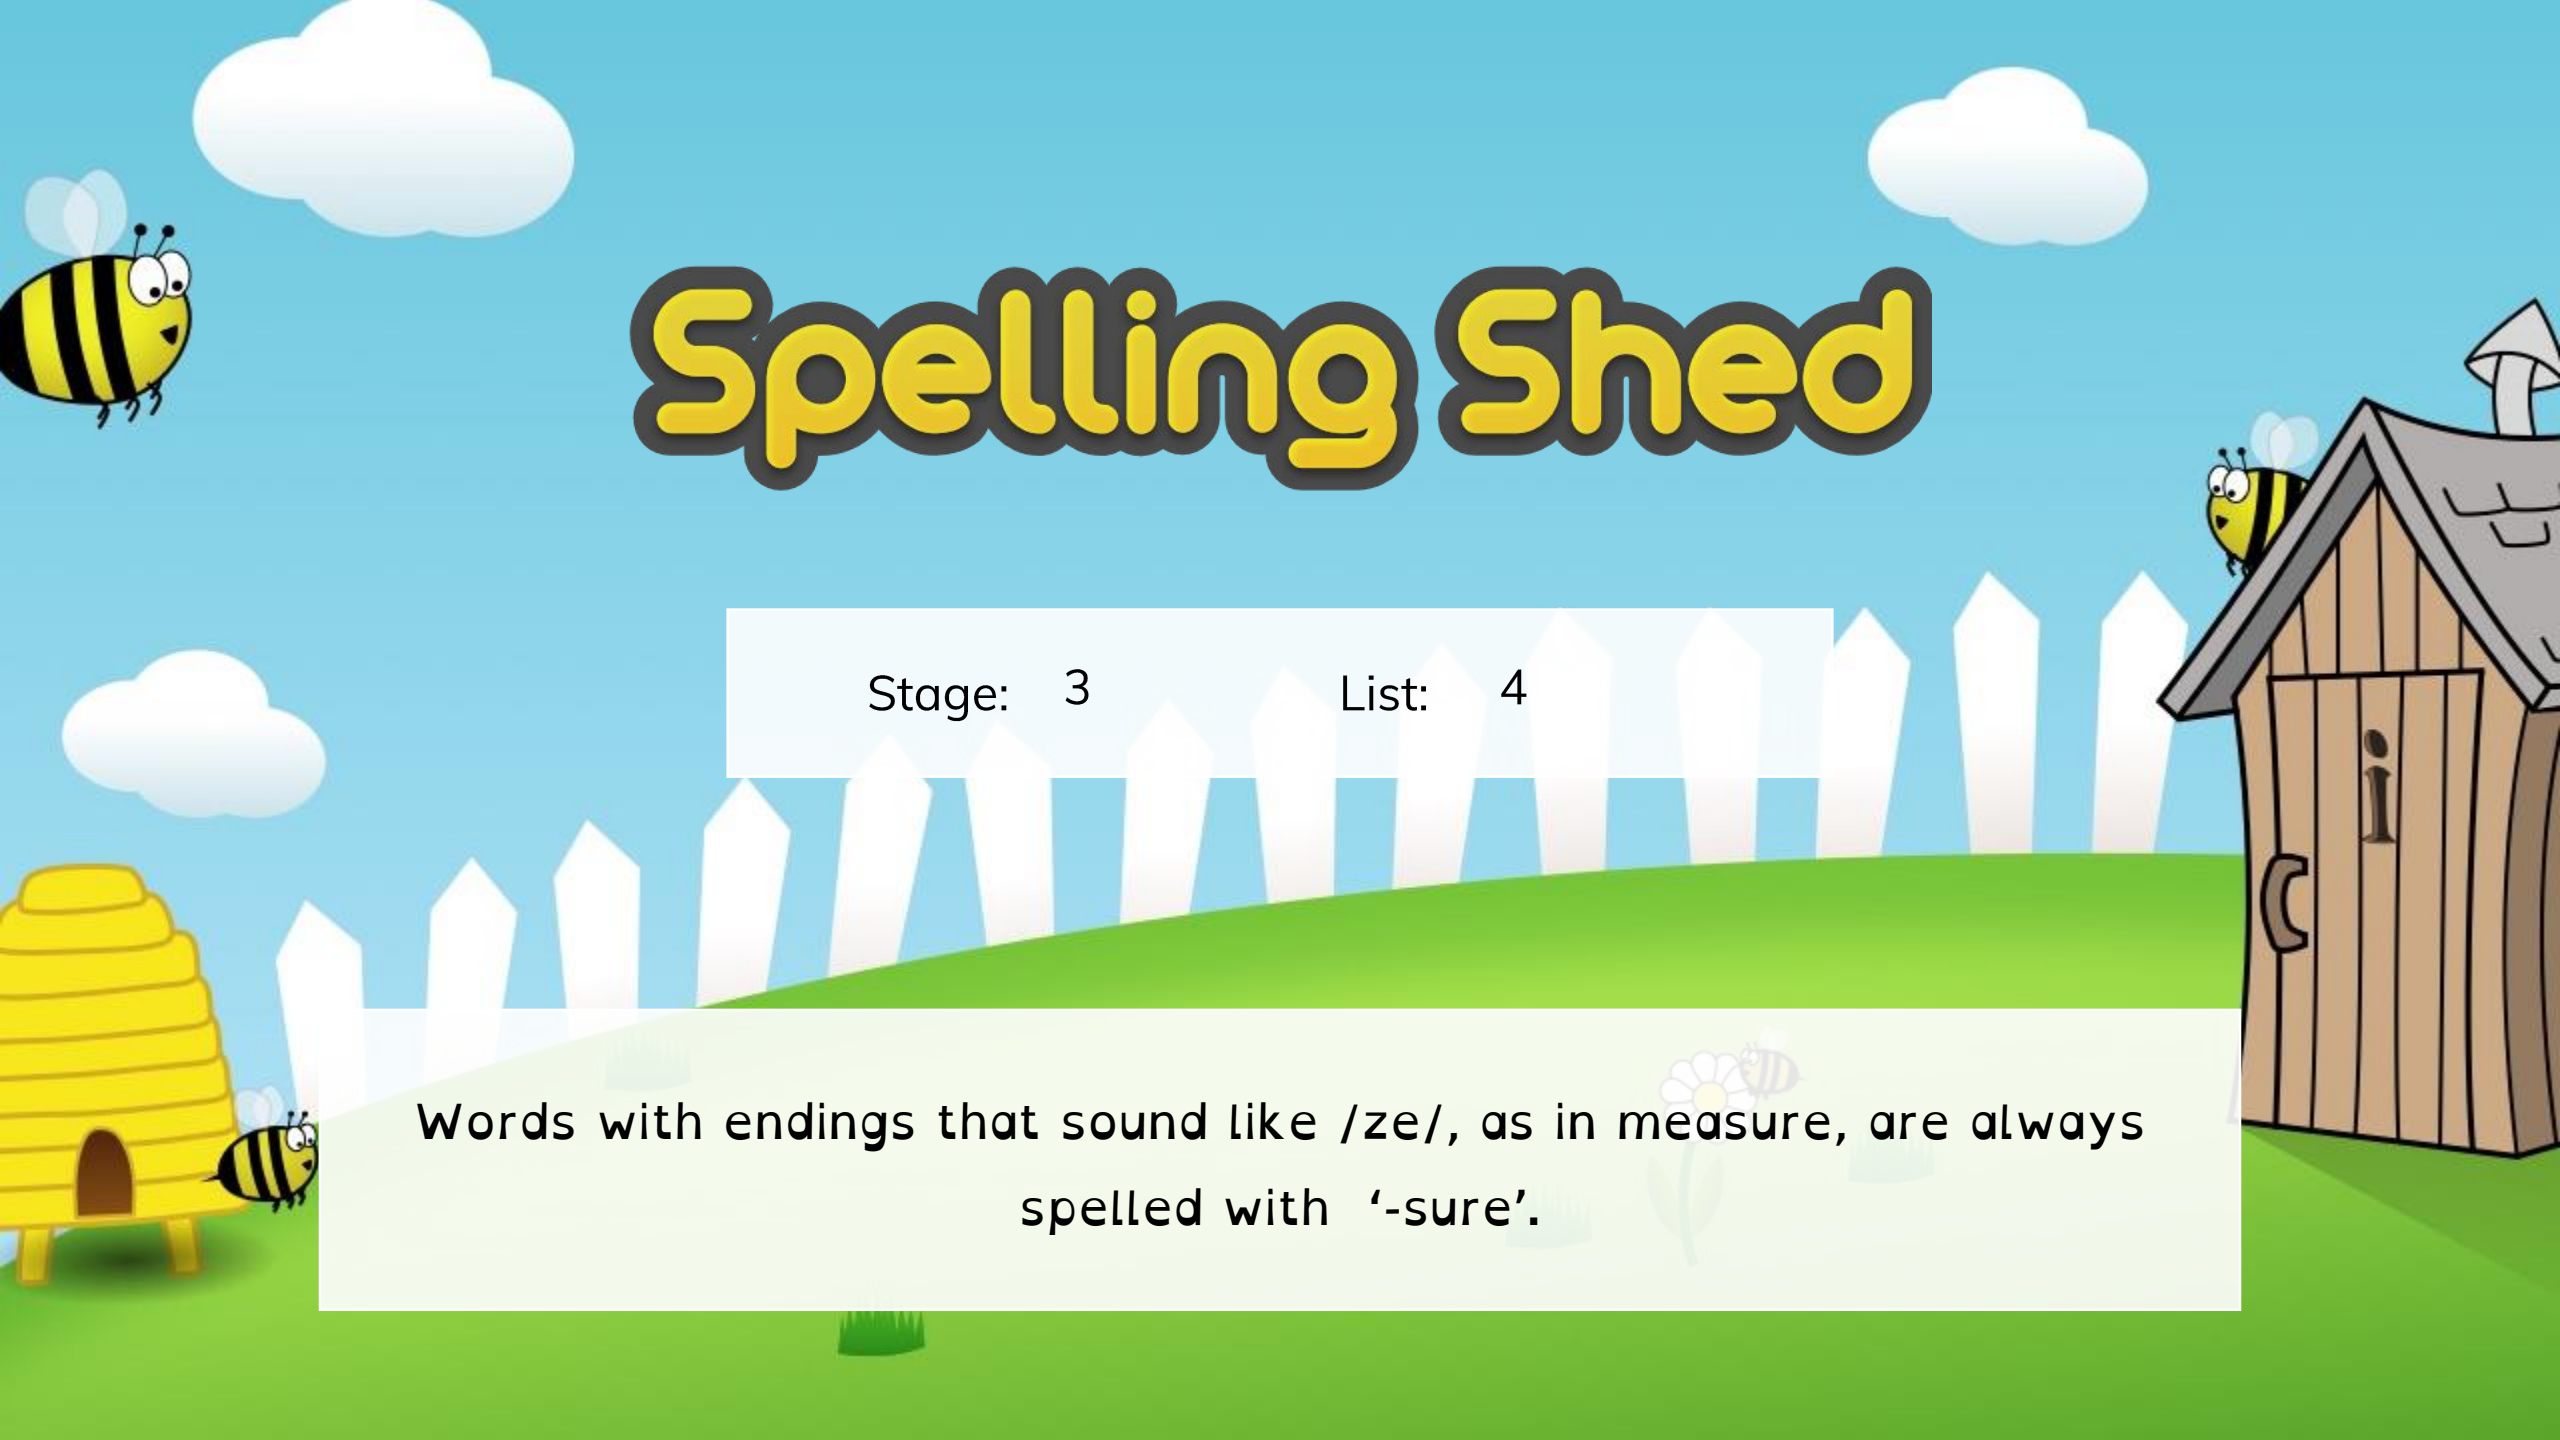 Spelling Shed
Stage: 3 List: 4
Words with endings that sound like /ze/, as in measure, are always
spelled with ‘-sure’.
i